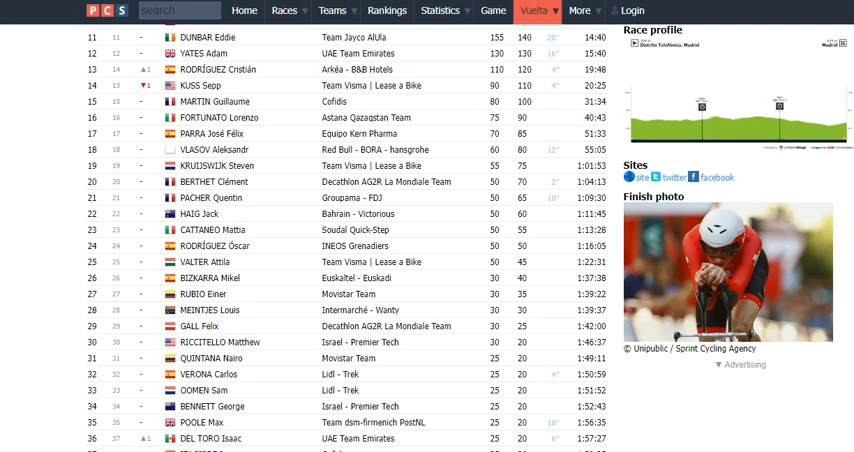 PCS search Home Races ▼ Teams ▼ Rankings Statistics ▼ Game Vuelta ▼ More ▼ Login
11 11 - DUNBAR Eddie Team Jayco AlUla 155 140 20" 14:40
12 12 - YATES Adam UAE Team Emirates 130 130 16" 15:40
13 14 ▲1 RODRÍGUEZ Cristián Arkéa - B&B Hotels 110 120 4" 19:48
14 13 ▼1 KUSS Sepp Team Visma | Lease a Bike 90 110 4" 20:25
15 15 - MARTIN Guillaume Cofidis 80 100 31:34
16 16 - FORTUNATO Lorenzo Astana Qazaqstan Team 75 90 40:43
17 17 - PARRA José Félix Equipo Kern Pharma 70 85 51:33
18 18 - VLASOV Aleksandr Red Bull - BORA - hansgrohe 60 80 12" 55:05
19 19 - KRUIJSWIJK Steven Team Visma | Lease a Bike 55 75 1:01:53
20 20 - BERTHET Clément Decathlon AG2R La Mondiale Team 50 70 2" 1:04:13
21 21 - PACHER Quentin Groupama - FDJ 50 65 10" 1:09:30
22 22 - HAIG Jack Bahrain - Victorious 50 60 1:11:45
23 23 - CATTANEO Mattia Soudal Quick-Step 50 55 1:13:28
24 24 - RODRÍGUEZ Óscar INEOS Grenadiers 50 50 1:16:05
25 25 - VALTER Attila Team Visma | Lease a Bike 50 45 1:22:31
26 26 - BIZKARRA Mikel Euskaltel - Euskadi 30 40 1:37:38
27 27 - RUBIO Einer Movistar Team 30 35 1:39:22
28 28 - MEINTJES Louis Intermarché - Wanty 30 30 1:39:37
29 29 - GALL Felix Decathlon AG2R La Mondiale Team 30 25 1:42:00
30 30 - RICCITELLO Matthew Israel - Premier Tech 30 20 1:46:37
31 31 - QUINTANA Nairo Movistar Team 25 20 1:49:11
32 32 - VERONA Carlos Lidl - Trek 25 20 4" 1:50:59
33 33 - OOMEN Sam Lidl - Trek 25 20 1:51:52
34 34 - BENNETT George Israel - Premier Tech 25 20 1:52:43
35 35 - POOLE Max Team dsm-firmenich PostNL 25 20 18" 1:56:35
36 37 ▲1 DEL TORO Isaac UAE Team Emirates 25 20 6" 1:57:27
Race profile
Distrito Telefónica. Madrid
Madrid
Sites
site twitter facebook
Finish photo
© Unipublic / Sprint Cycling Agency
▼ Advertising